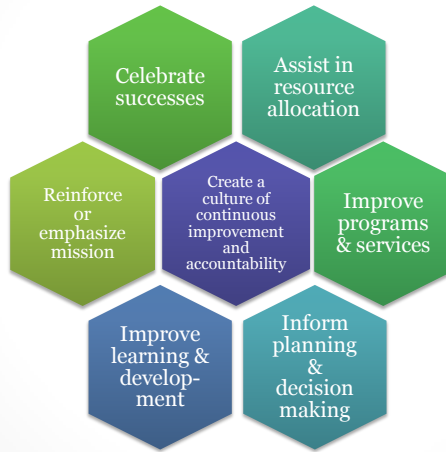 Celebrate
successes
Assist in
resource
allocation
Reinforce
or
emphasize
mission
Create a
culture of
continuous
improvement
and
accountability
Improve
programs
& services
Improve
learning &
develop-
ment
Inform
planning
&
decision
making